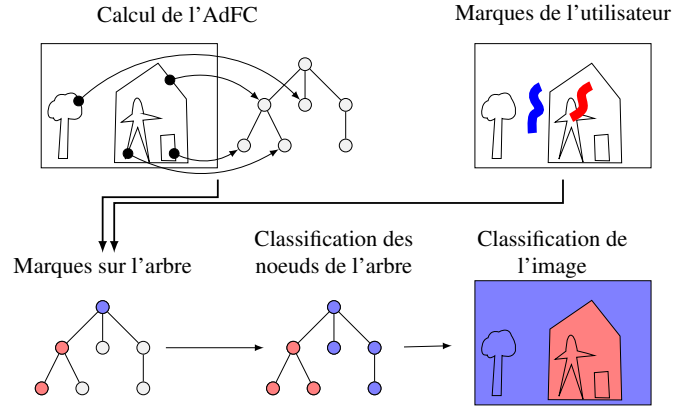 Calcul de l'AdFC
Marques de l'utilisateur
Marques sur l'arbre
Classification des
noeuds de l'arbre
Classification de
l'image